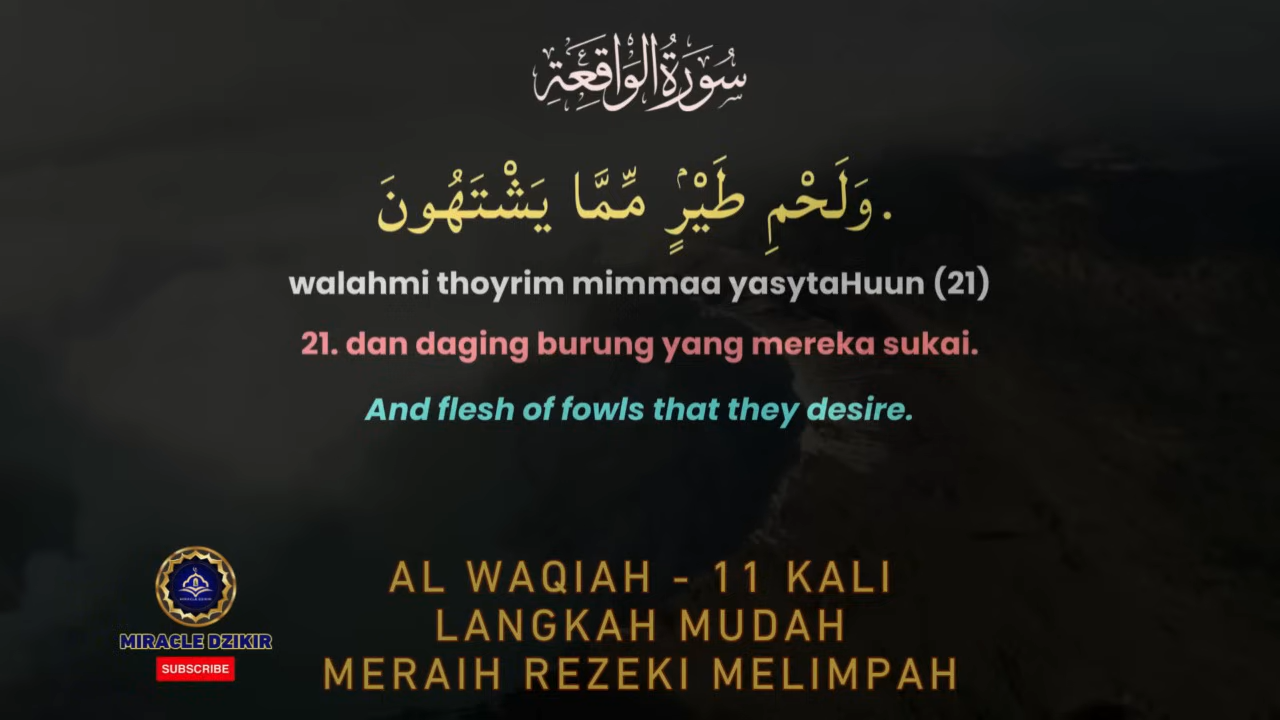 سُورَةُ الْوَاقِعَةِ
وَلَحْمِ طَيْرٍۢ مِّمَّا يَشْتَهُونَ.
walahmi thoyrim mimmaa yasytaHuun (21)
21. dan daging burung yang mereka sukai.
And flesh of fowls that they desire.
AL WAQIAH - 11 KALI
LANGKAH MUDAH
MERAIH REZEKI MELIMPAH
MIRACLE DZIKIR
SUBSCRIBE